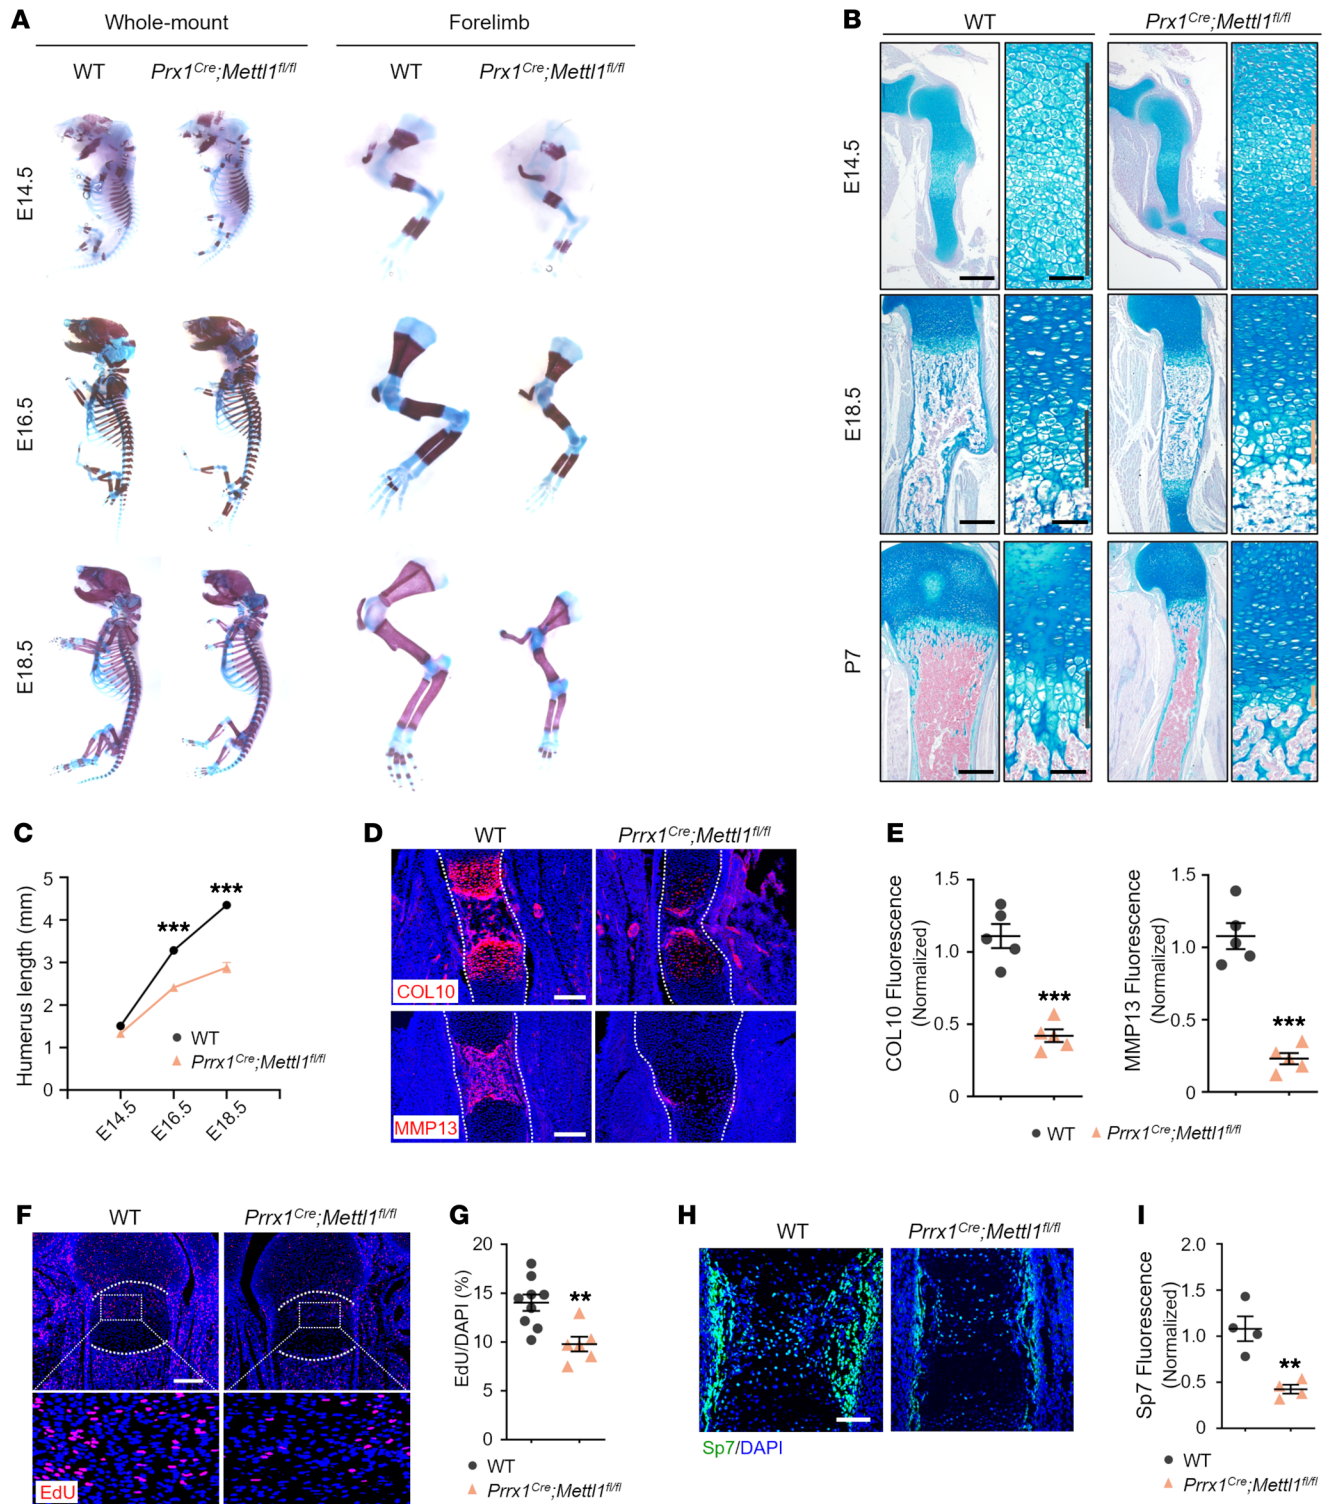 A
Whole-mount
Forelimb
WT
Prx1Cre;Mettl1fl/fl
WT
Prx1Cre;Mettl1fl/fl
E14.5
E16.5
E18.5
B
WT
Prx1Cre;Mettl1fl/fl
E14.5
E18.5
P7
C
Humerus length (mm)
5
4
3
2
1
0
***
***
WT
Prrx1Cre;Mettl1fl/fl
E14.5
E16.5
E18.5
D
WT
Prrx1Cre;Mettl1fl/fl
COL10
MMP13
E
COL10 Fluorescence
(Normalized)
1.5
1.0
0.5
0
***
MMP13 Fluorescence
(Normalized)
1.5
1.0
0.5
0
***
WT
Prrx1Cre;Mettl1fl/fl
F
WT
Prrx1Cre;Mettl1fl/fl
EdU
G
EdU/DAPI (%)
20
15
10
5
0
**
WT
Prrx1Cre;Mettl1fl/fl
H
WT
Prrx1Cre;Mettl1fl/fl
Sp7/DAPI
I
Sp7 Fluorescence
(Normalized)
2.0
1.5
1.0
0.5
0
**
WT
Prrx1Cre;Mettl1fl/fl